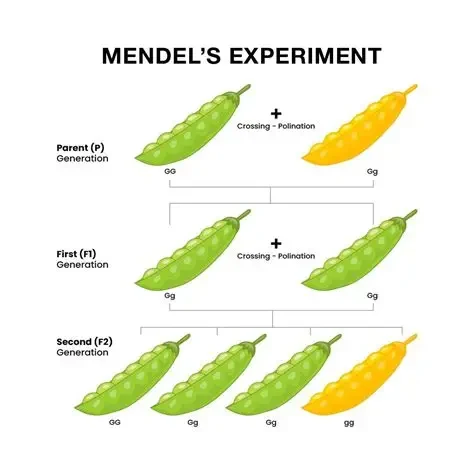 MENDEL'S EXPERIMENT
+
Crossing - Polination
Parent (P)
Generation
GG
Gg
+
First (F1)
Generation
Crossing - Polination
Gg
Gg
Second (F2)
Generation
GG
Gg
Gg
gg